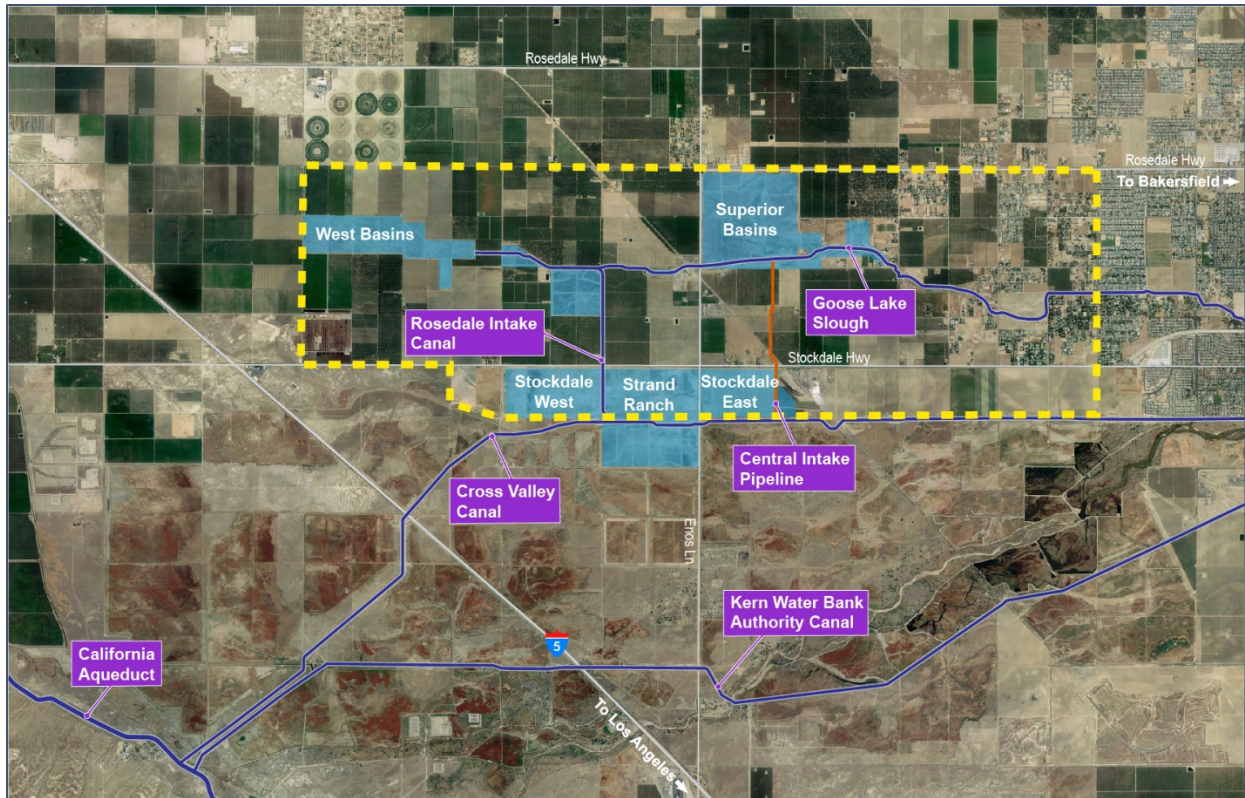 Rosedale Hwy
Rosedale Hwy
To Bakersfield
West Basins
Superior
Basins
Goose Lake
Slough
Rosedale Intake
Canal
Stockdale Hwy
Stockdale
West
Strand
Ranch
Stockdale
East
Central Intake
Pipeline
Cross Valley
Canal
Enos Ln
Kern Water Bank
Authority Canal
California
Aqueduct
5
To Los Angeles